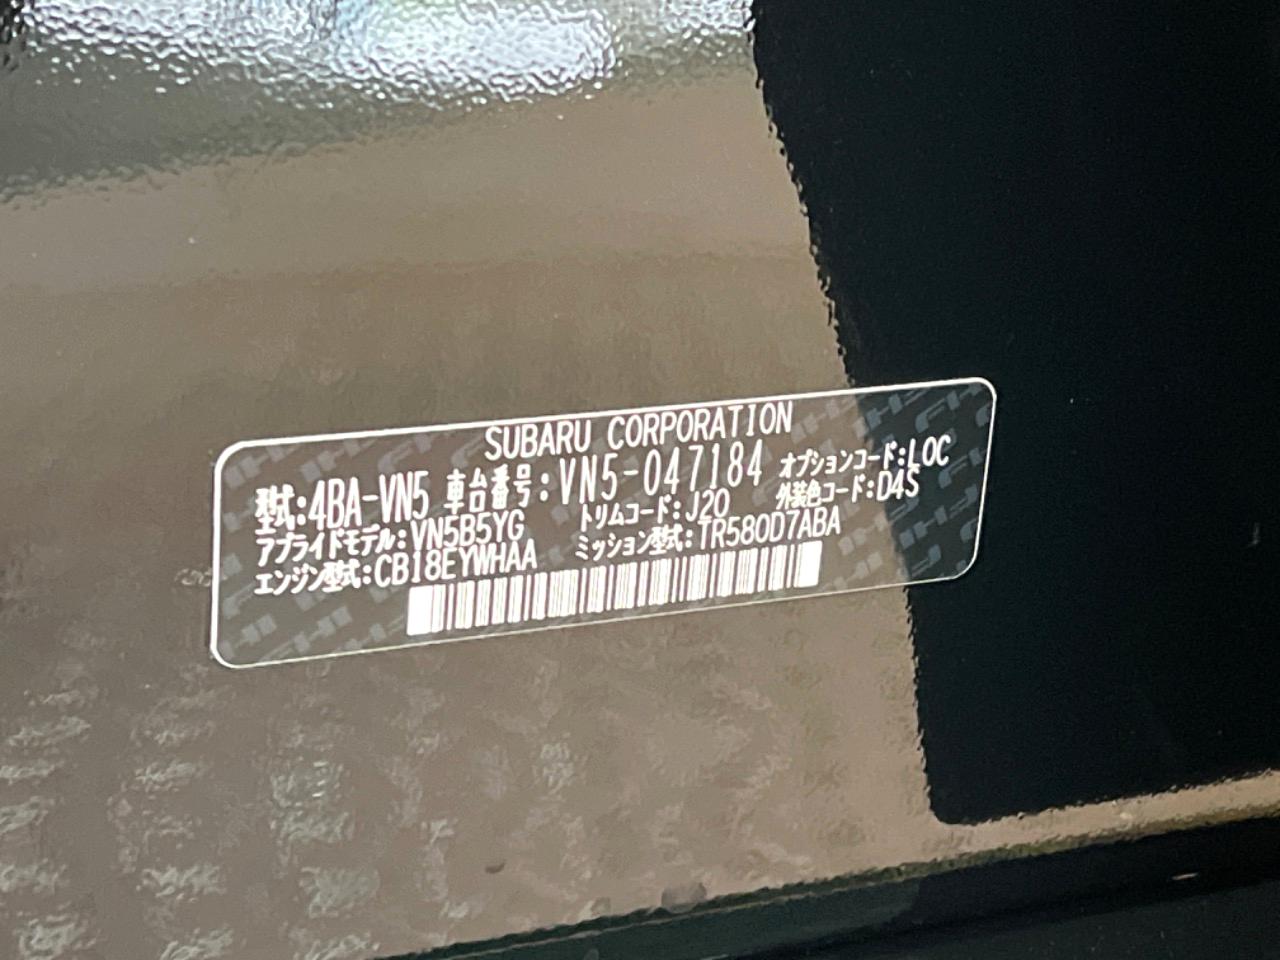 SUBARU CORPORATION
型式:4BA-VN5 車台番号:VN5-047184 オプションコード:LOC
アプライドモデル:VN5B5YG トリムコード:J20 外装色コード:D4S
エンジン型式:CB18EYWHAA ミッション型式:TR580D7ABA